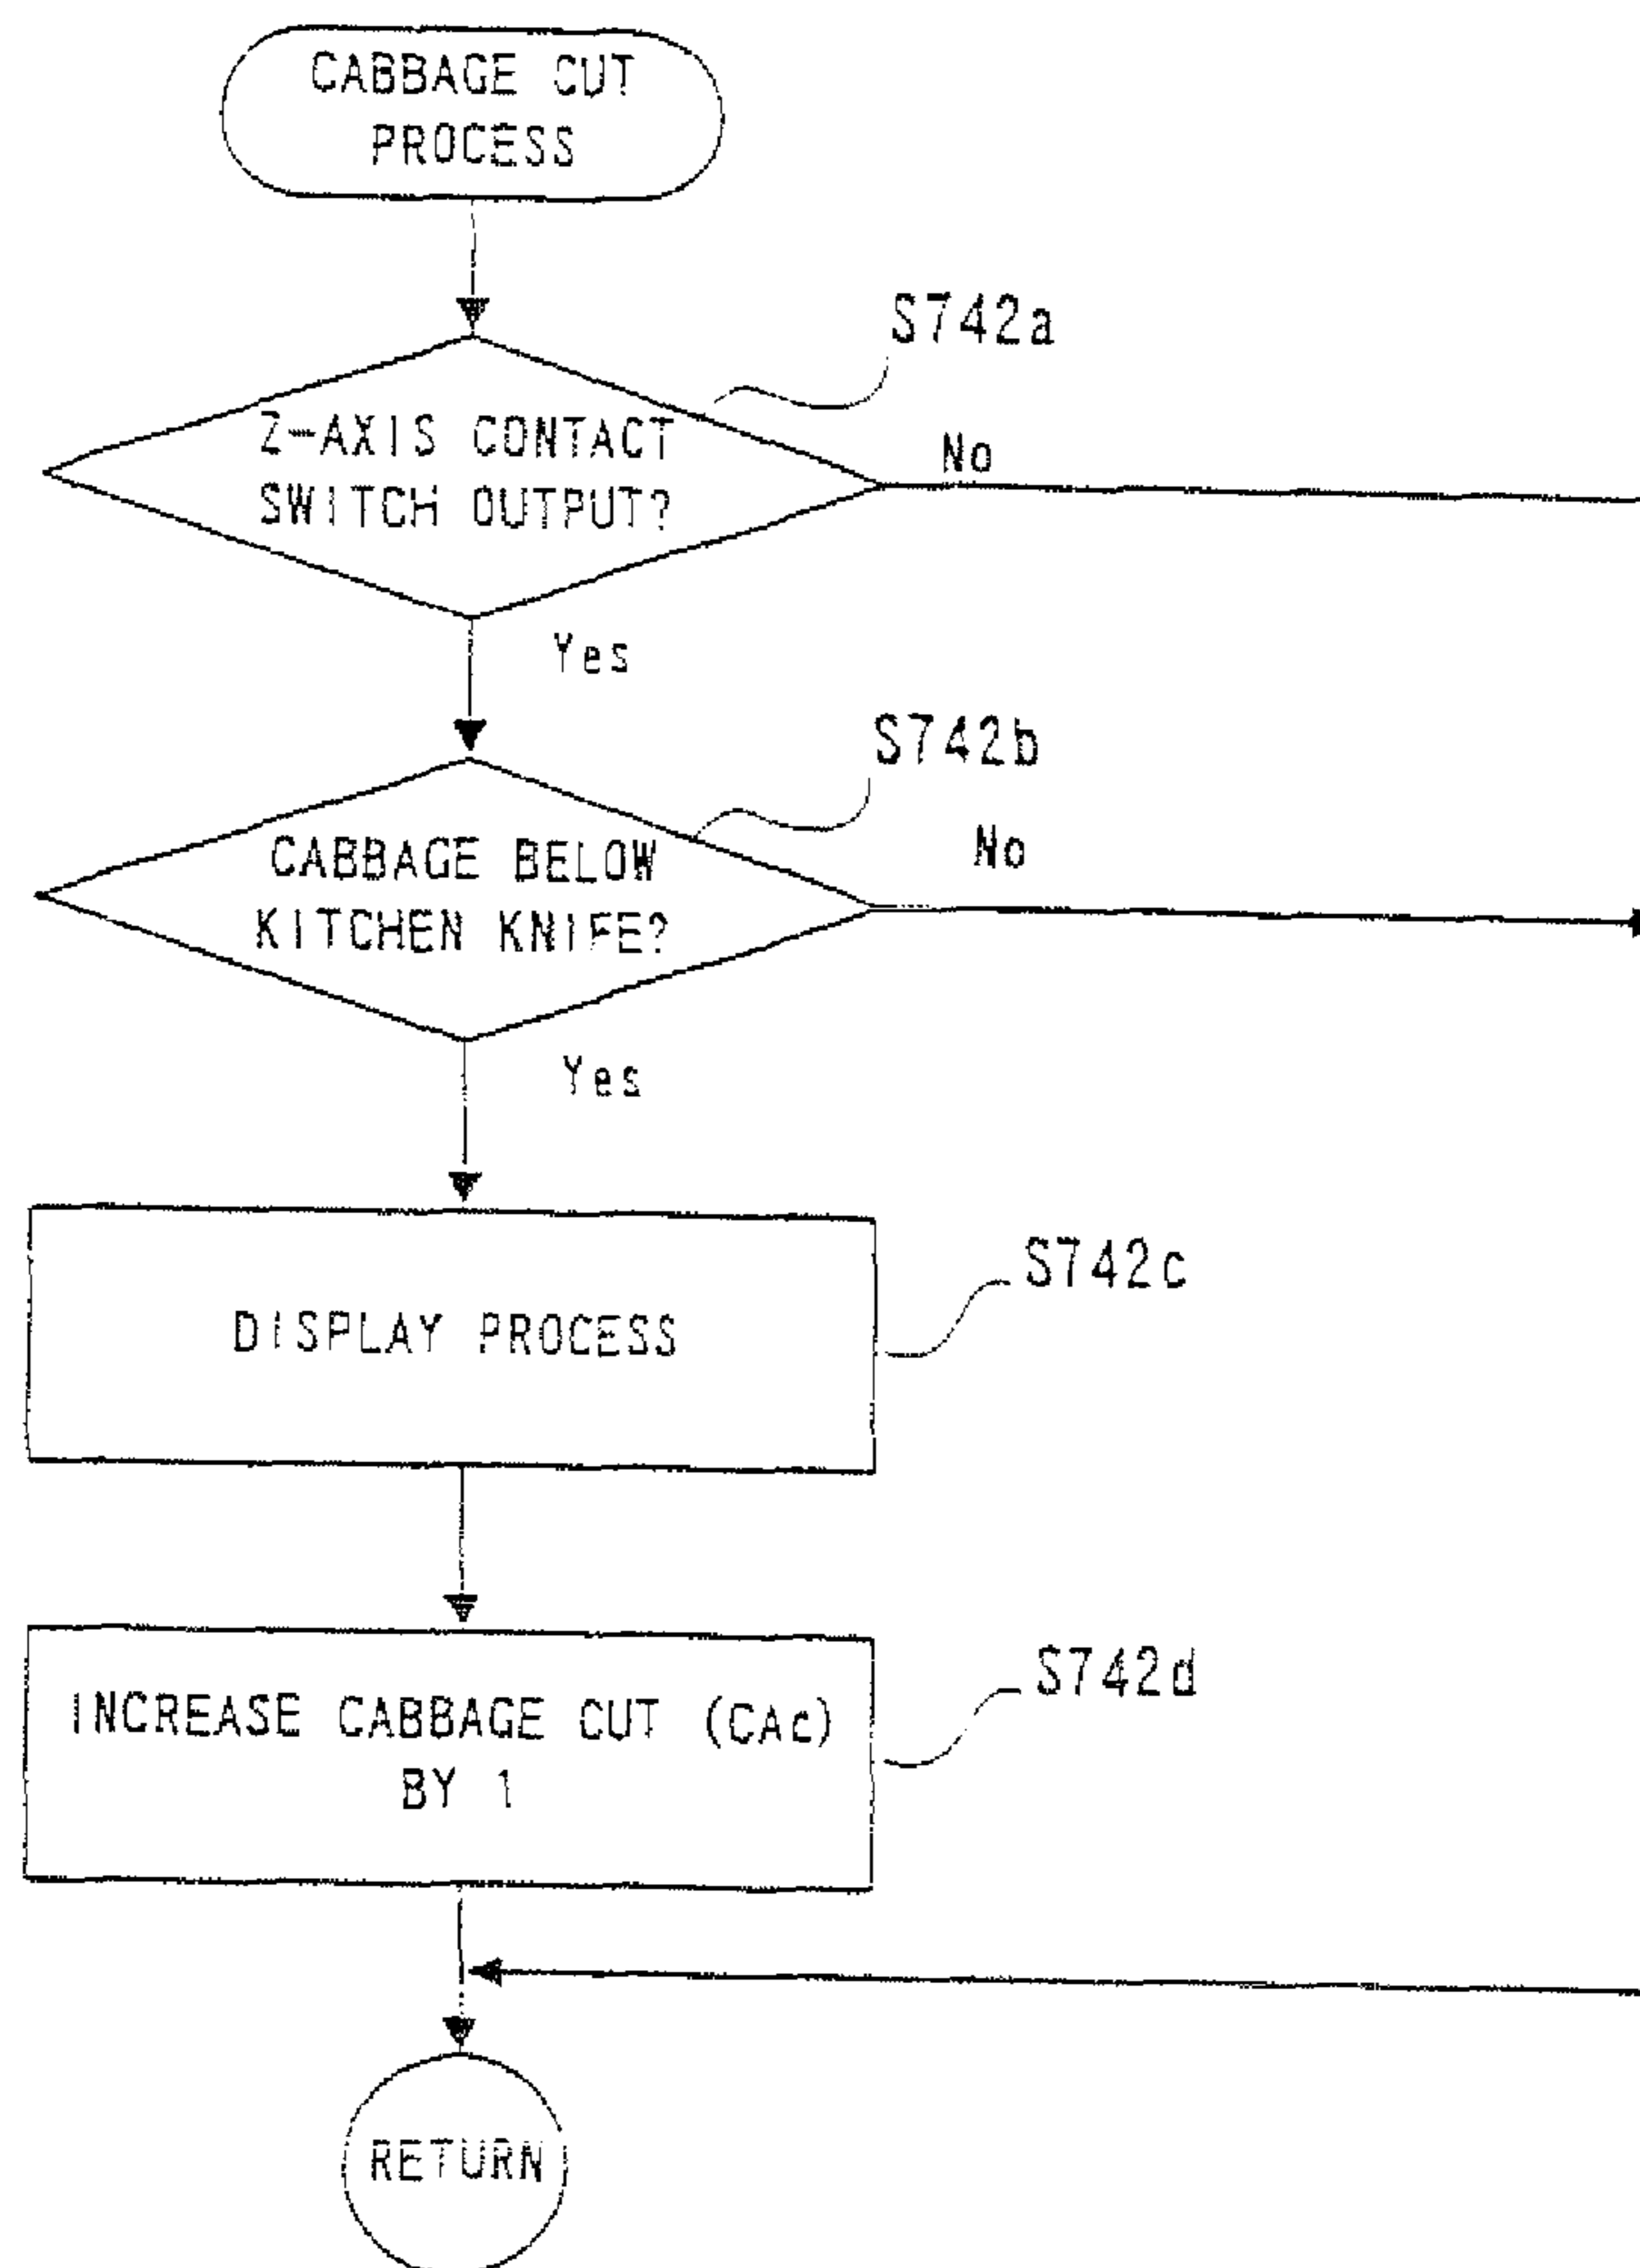 CABBAGE CUT
PROCESS
S742a
Z-AXIS CONTACT
SWITCH OUTPUT?
No
Yes
S742b
CABBAGE BELOW
KITCHEN KNIFE?
No
Yes
S742c
DISPLAY PROCESS
S742d
INCREASE CABBAGE CUT (CAc)
BY 1
RETURN